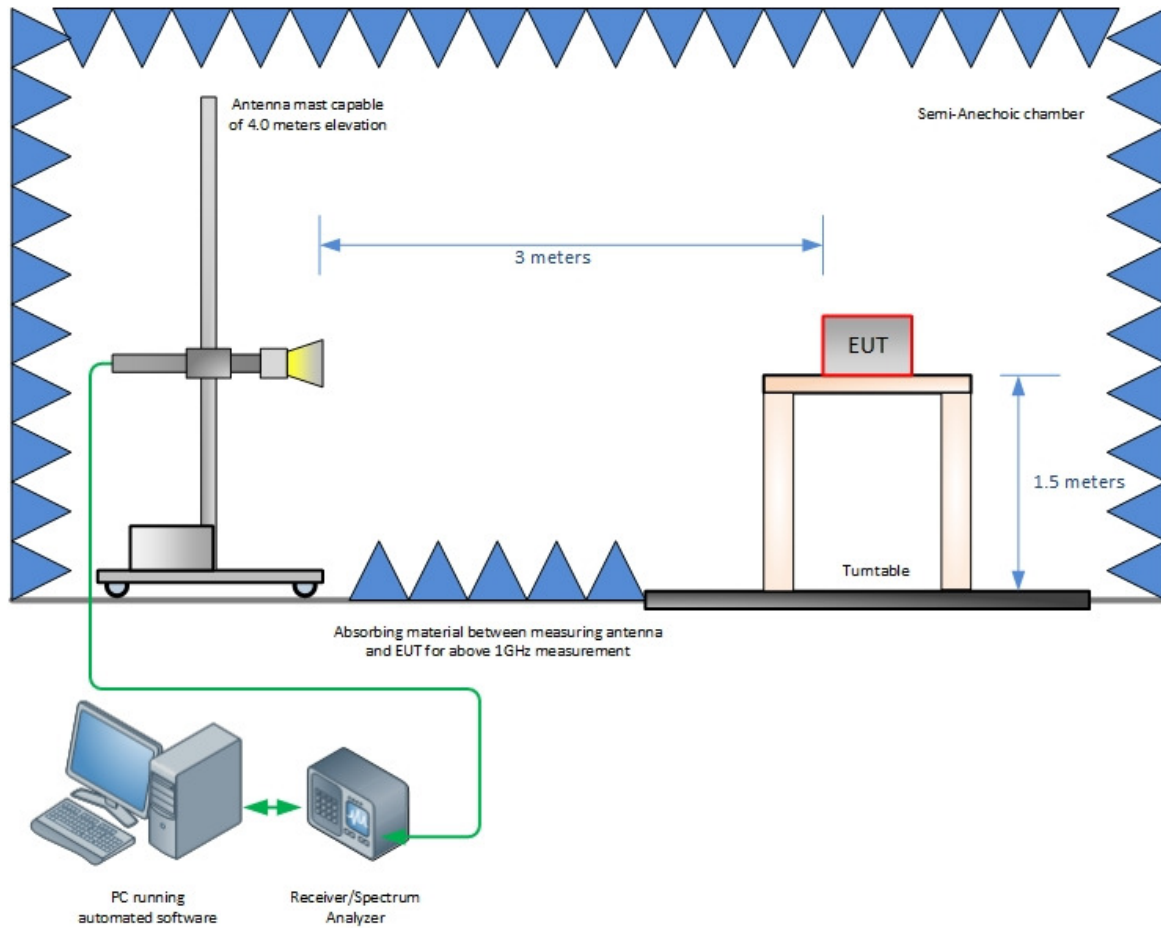 Antenna mast capable
of 4.0 meters elevation
Semi-Anechoic chamber
3 meters
EUT
1.5 meters
Turntable
Absorbing material between measuring antenna
and EUT for above 1GHz measurement
PC running
automated software
Receiver/Spectrum
Analyzer